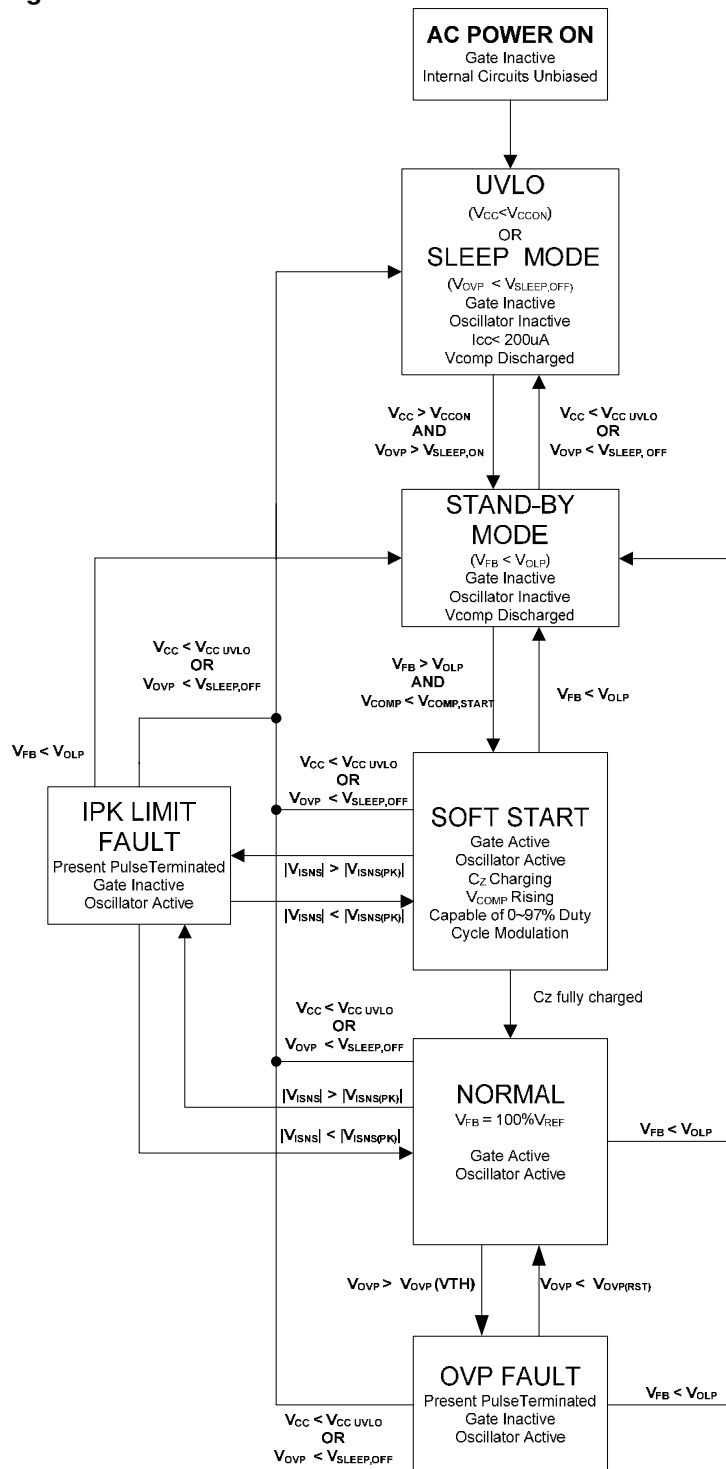 g
AC POWER ON
Gate Inactive
Internal Circuits Unbiased
UVLO
(VCC<VCCON)
OR
SLEEP MODE
(VOVP < VSLEEP,OFF)
Gate Inactive
Oscillator Inactive
Icc< 200uA
Vcomp Discharged
VCC > VCCON
AND
VOVP > VSLEEP,ON
VCC < VCC UVLO
OR
VOVP < VSLEEP, OFF
STAND-BY
MODE
(VFB < VOLP)
Gate Inactive
Oscillator Inactive
Vcomp Discharged
VCC < VCC UVLO
OR
VOVP < VSLEEP,OFF
VFB > VOLP
AND
VCOMP < VCOMP,START
VFB < VOLP
VFB < VOLP
VCC < VCC UVLO
OR
VOVP < VSLEEP,OFF
IPK LIMIT
FAULT
Present PulseTerminated
Gate Inactive
Oscillator Active
|VISNS| > |VISNS(PK)|
|VISNS| < |VISNS(PK)|
SOFT START
Gate Active
Oscillator Active
CZ Charging
VCOMP Rising
Capable of 0~97% Duty
Cycle Modulation
Cz fully charged
VCC < VCC UVLO
OR
VOVP < VSLEEP,OFF
|VISNS| > |VISNS(PK)|
|VISNS| < |VISNS(PK)|
NORMAL
VFB = 100%VREF
Gate Active
Oscillator Active
VFB < VOLP
VOVP > VOVP(VTH)
VOVP < VOVP(RST)
OVP FAULT
Present PulseTerminated
Gate Inactive
Oscillator Active
VFB < VOLP
VCC < VCC UVLO
OR
VOVP < VSLEEP,OFF